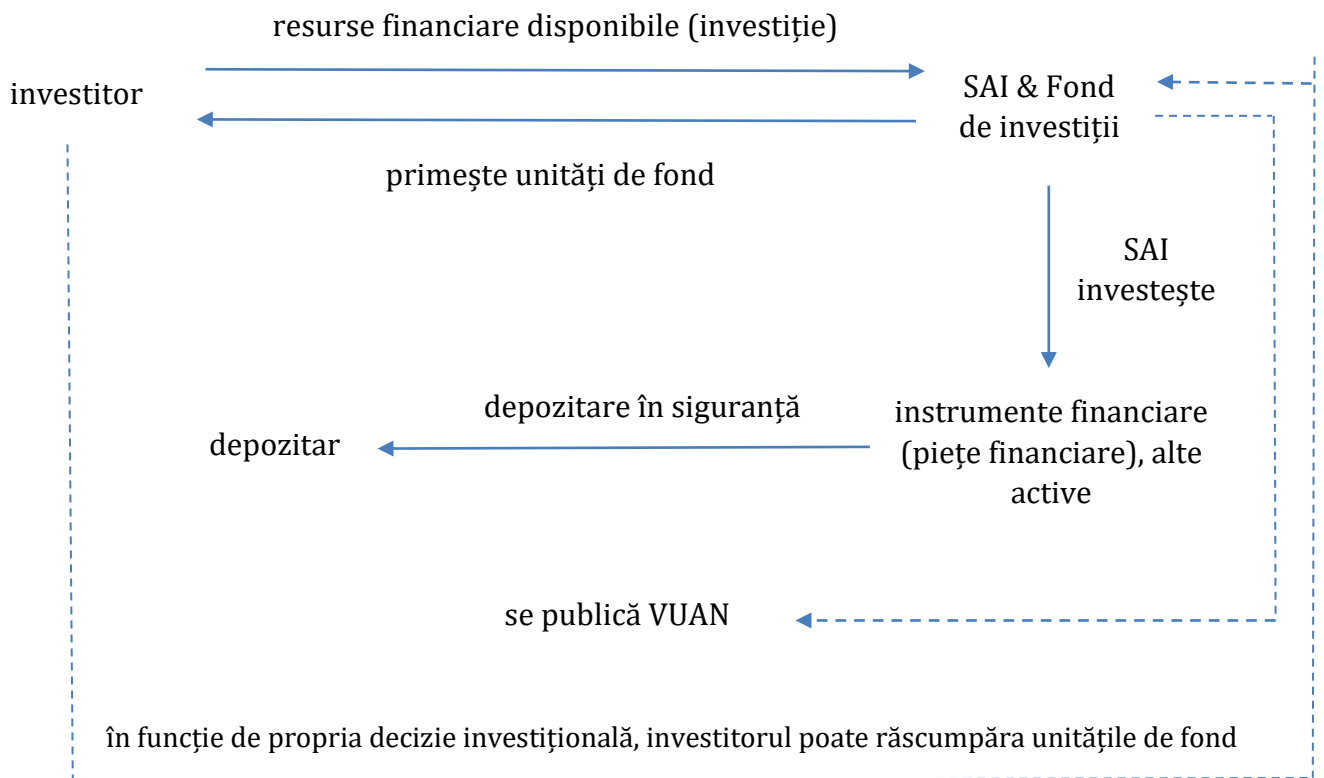 resurse financiare disponibile (investiție)
investitor
SAI & Fond
de investiții
primește unități de fond
SAI
investește
depozitare în siguranță
depozitar
instrumente financiare
(piețe financiare), alte
active
se publică VUAN
în funcție de propria decizie investițională, investitorul poate răscumpăra unitățile de fond